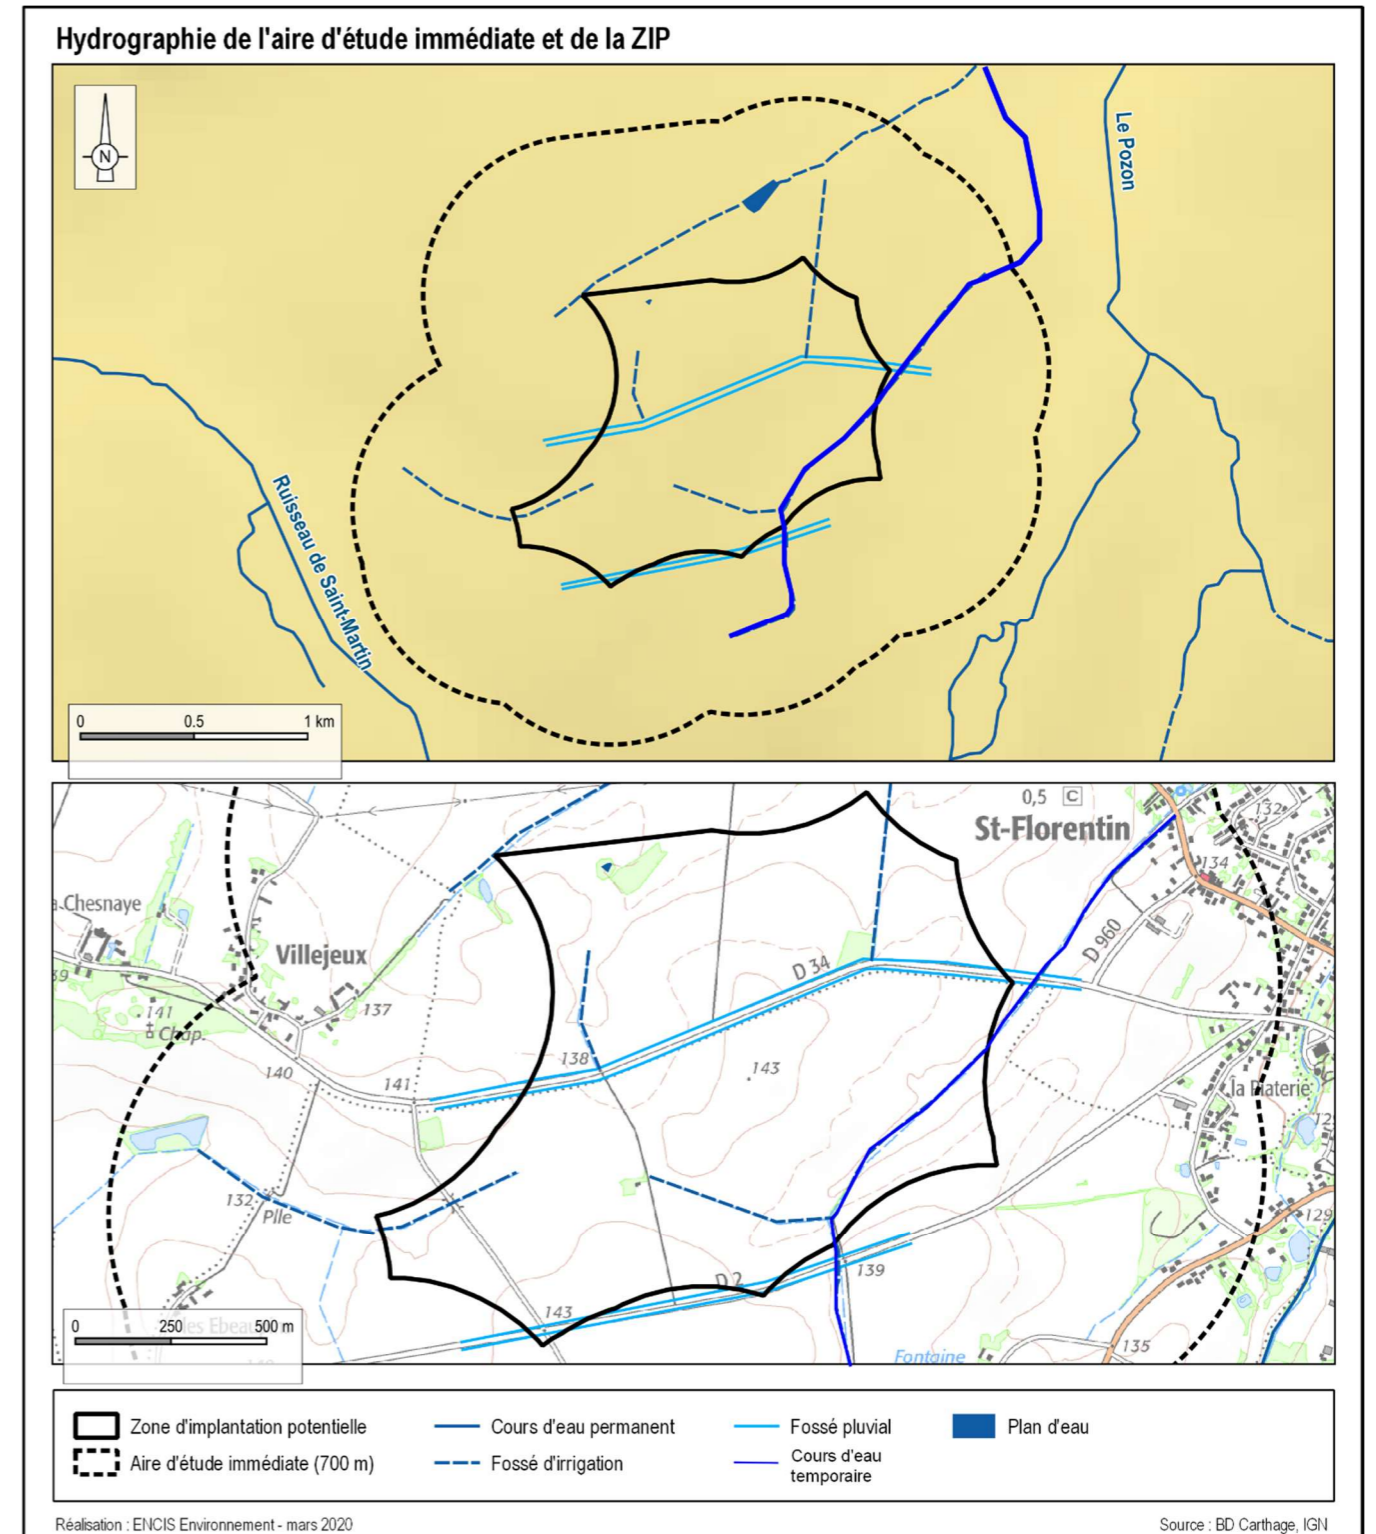 Hydrographie de l'aire d'étude immédiate et de la ZIP
N
Le Pozon
Ruisseau de Saint-Martin
0 0.5 1 km
0,5 C
St-Florentin
132
134
a Chesnaye
Villejeux
D 960
39
D 34
141
Chap.
137
138
140
141
143
la Platerie
132
Pile
129
D 2
139
143
0 250 500 m
les Ebeau
135
Fontaine
Zone d'implantation potentielle
Cours d'eau permanent
Fossé pluvial
Plan d'eau
Aire d'étude immédiate (700 m)
Fossé d'irrigation
Cours d'eau
temporaire
Réalisation : ENCIS Environnement - mars 2020
Source : BD Carthage, IGN